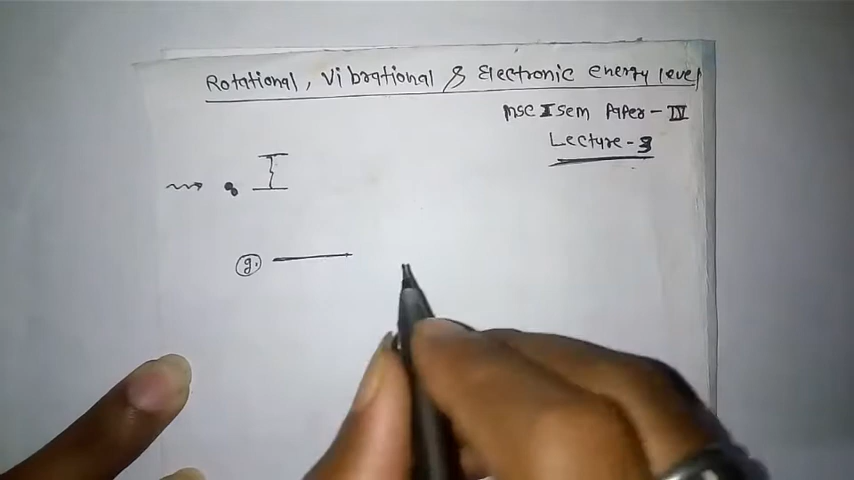 Rotational, Vibrational & Electronic energy level
MSC I sem Paper - IV
Lecture - 3
g.